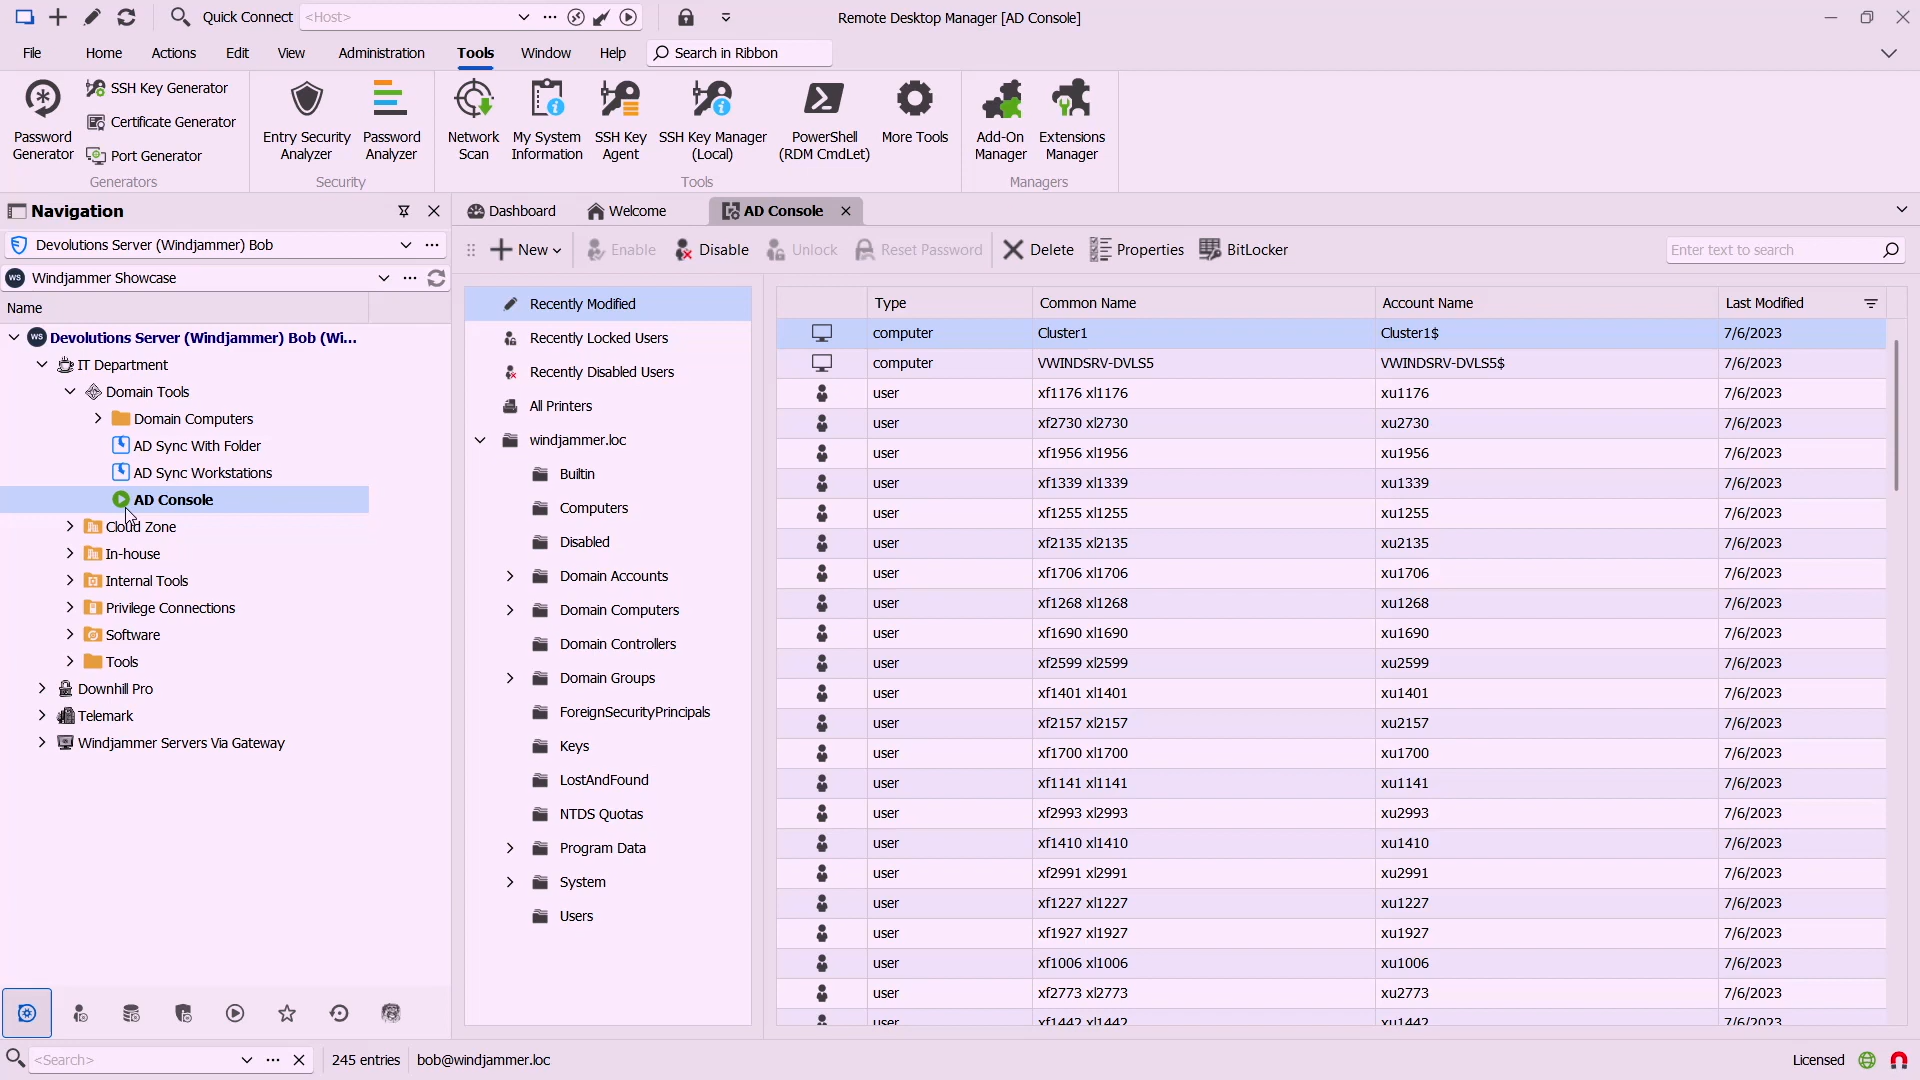 Quick Connect <Host> Remote Desktop Manager [AD Console]
File Home Actions Edit View Administration Tools Window Help Search in Ribbon
Password Generator
SSH Key Generator
Certificate Generator
Port Generator
Entry Security Analyzer
Password Analyzer
Network Scan
My System Information
SSH Key Agent
SSH Key Manager (Local)
PowerShell (RDM CmdLet)
More Tools
Add-On Manager
Extensions Manager
Generators Security Tools Managers
Navigation
Devolutions Server (Windjammer) Bob
WS Windjammer Showcase
Name
WS Devolutions Server (Windjammer) Bob (Wi...
IT Department
Domain Tools
Domain Computers
AD Sync With Folder
AD Sync Workstations
AD Console
Cloud Zone
In-house
Internal Tools
Privilege Connections
Software
Tools
Downhill Pro
Telemark
Windjammer Servers Via Gateway
Dashboard Welcome AD Console
New Enable Disable Unlock Reset Password Delete Properties BitLocker Enter text to search
Recently Modified
Recently Locked Users
Recently Disabled Users
All Printers
windjammer.loc
Builtin
Computers
Disabled
Domain Accounts
Domain Computers
Domain Controllers
Domain Groups
ForeignSecurityPrincipals
Keys
LostAndFound
NTDS Quotas
Program Data
System
Users
Type Common Name Account Name Last Modified
computer Cluster1 Cluster1$ 7/6/2023
computer VWINDSRV-DVLS5 VWINDSRV-DVLS5$ 7/6/2023
user xf1176 xl1176 xu1176 7/6/2023
user xf2730 xl2730 xu2730 7/6/2023
user xf1956 xl1956 xu1956 7/6/2023
user xf1339 xl1339 xu1339 7/6/2023
user xf1255 xl1255 xu1255 7/6/2023
user xf2135 xl2135 xu2135 7/6/2023
user xf1706 xl1706 xu1706 7/6/2023
user xf1268 xl1268 xu1268 7/6/2023
user xf1690 xl1690 xu1690 7/6/2023
user xf2599 xl2599 xu2599 7/6/2023
user xf1401 xl1401 xu1401 7/6/2023
user xf2157 xl2157 xu2157 7/6/2023
user xf1700 xl1700 xu1700 7/6/2023
user xf1141 xl1141 xu1141 7/6/2023
user xf2993 xl2993 xu2993 7/6/2023
user xf1410 xl1410 xu1410 7/6/2023
user xf2991 xl2991 xu2991 7/6/2023
user xf1227 xl1227 xu1227 7/6/2023
user xf1927 xl1927 xu1927 7/6/2023
user xf1006 xl1006 xu1006 7/6/2023
user xf2773 xl2773 xu2773 7/6/2023
user xf1442 xl1442 xu1442 7/6/2023
<Search> 245 entries bob@windjammer.loc Licensed